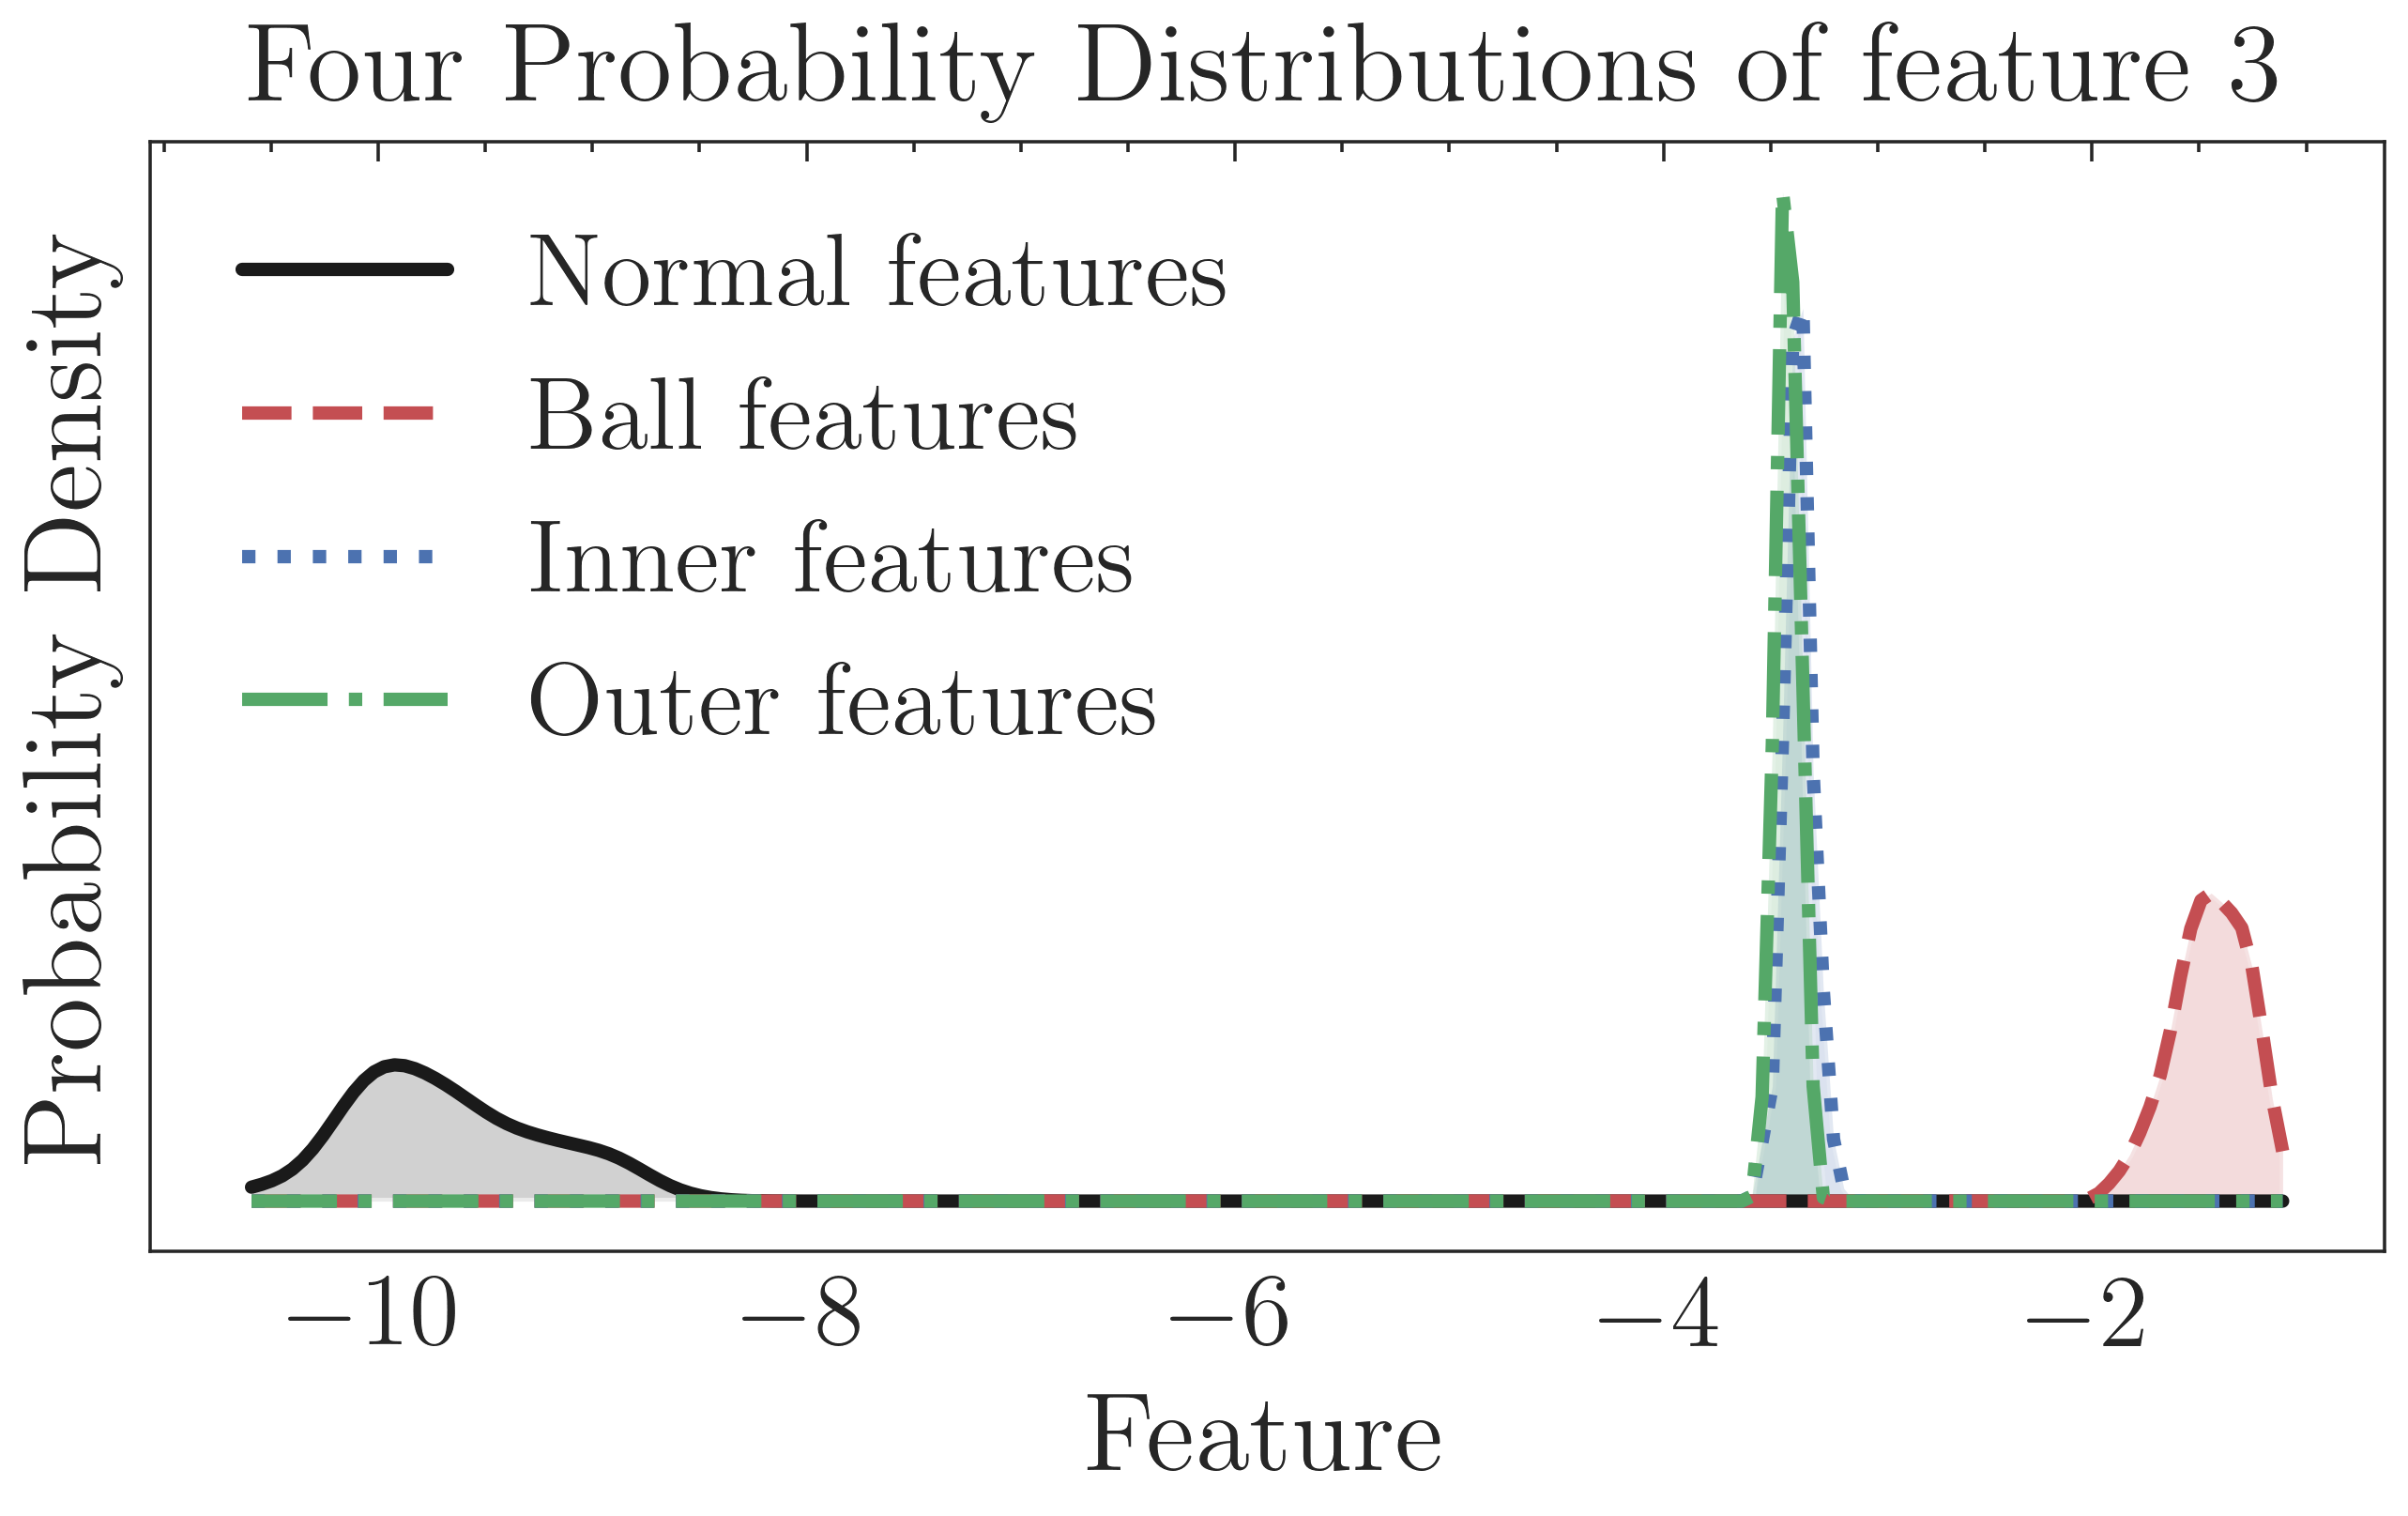 Four Probability Distributions of feature 3
Probability Density
Normal features
Ball features
Inner features
Outer features
−10 −8 −6 −4 −2
Feature